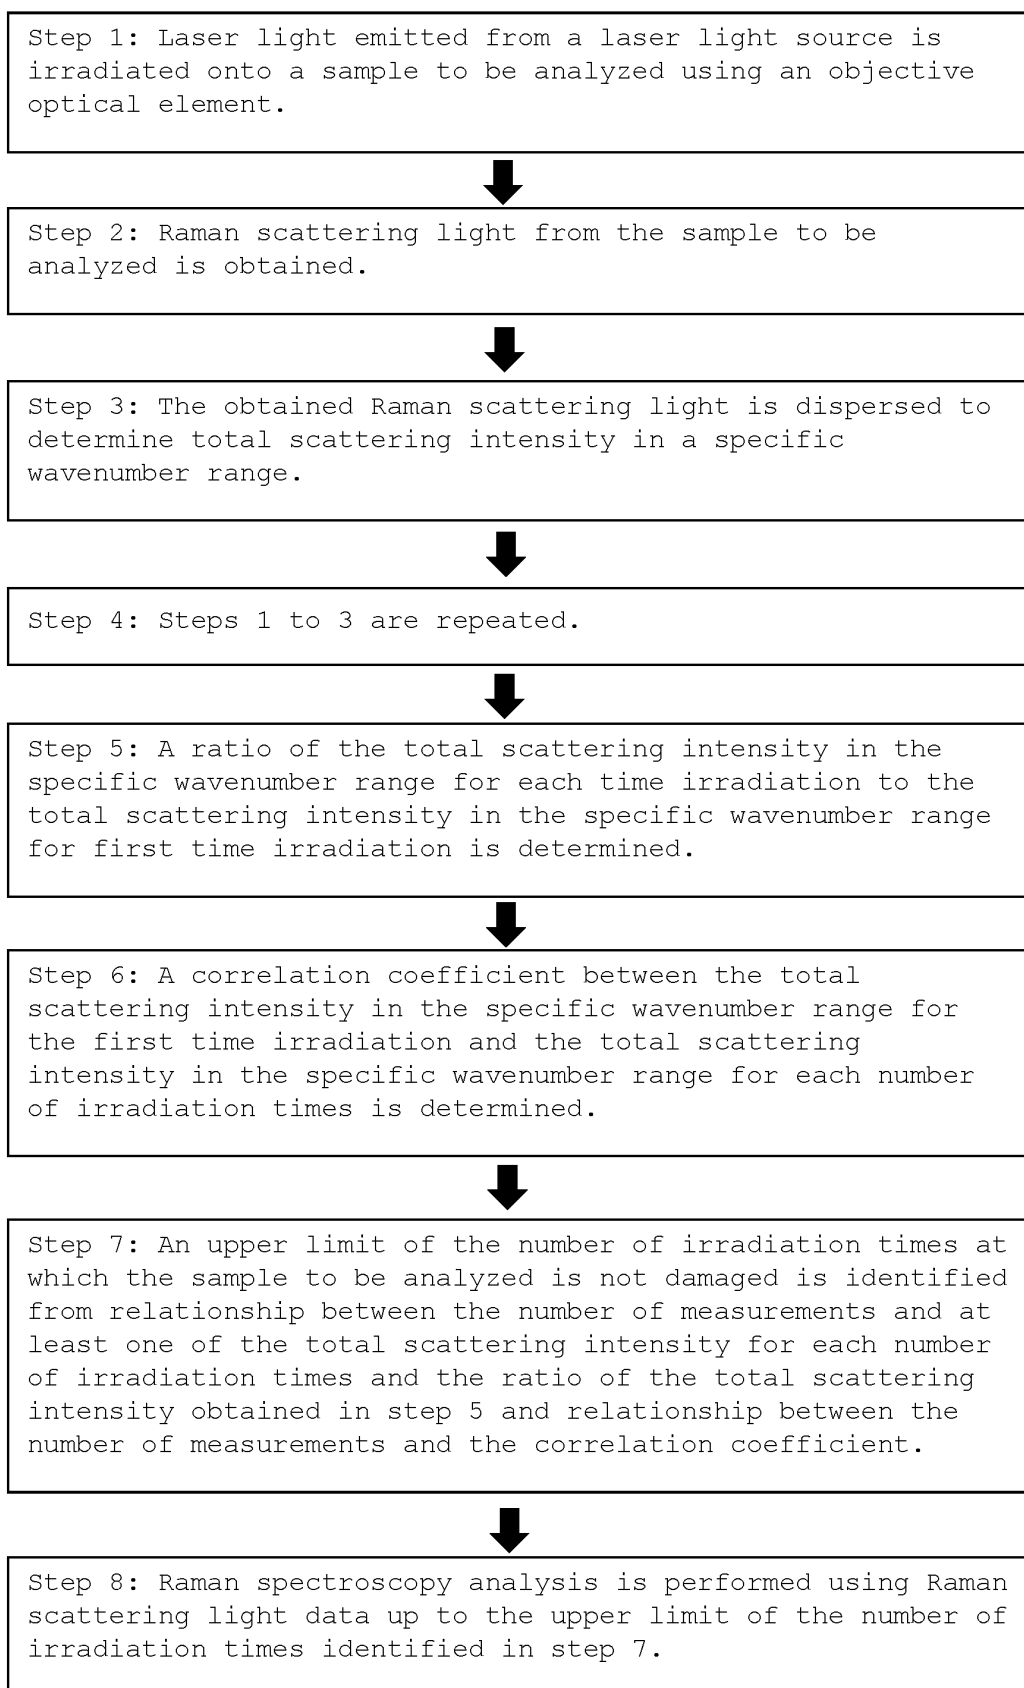 Step 1: Laser light emitted from a laser light source is
irradiated onto a sample to be analyzed using an objective
optical element.
Step 2: Raman scattering light from the sample to be
analyzed is obtained.
Step 3: The obtained Raman scattering light is dispersed to
determine total scattering intensity in a specific
wavenumber range.
Step 4: Steps 1 to 3 are repeated.
Step 5: A ratio of the total scattering intensity in the
specific wavenumber range for each time irradiation to the
total scattering intensity in the specific wavenumber range
for first time irradiation is determined.
Step 6: A correlation coefficient between the total
scattering intensity in the specific wavenumber range for
the first time irradiation and the total scattering
intensity in the specific wavenumber range for each number
of irradiation times is determined.
Step 7: An upper limit of the number of irradiation times at
which the sample to be analyzed is not damaged is identified
from relationship between the number of measurements and at
least one of the total scattering intensity for each number
of irradiation times and the ratio of the total scattering
intensity obtained in step 5 and relationship between the
number of measurements and the correlation coefficient.
Step 8: Raman spectroscopy analysis is performed using Raman
scattering light data up to the upper limit of the number of
irradiation times identified in step 7.